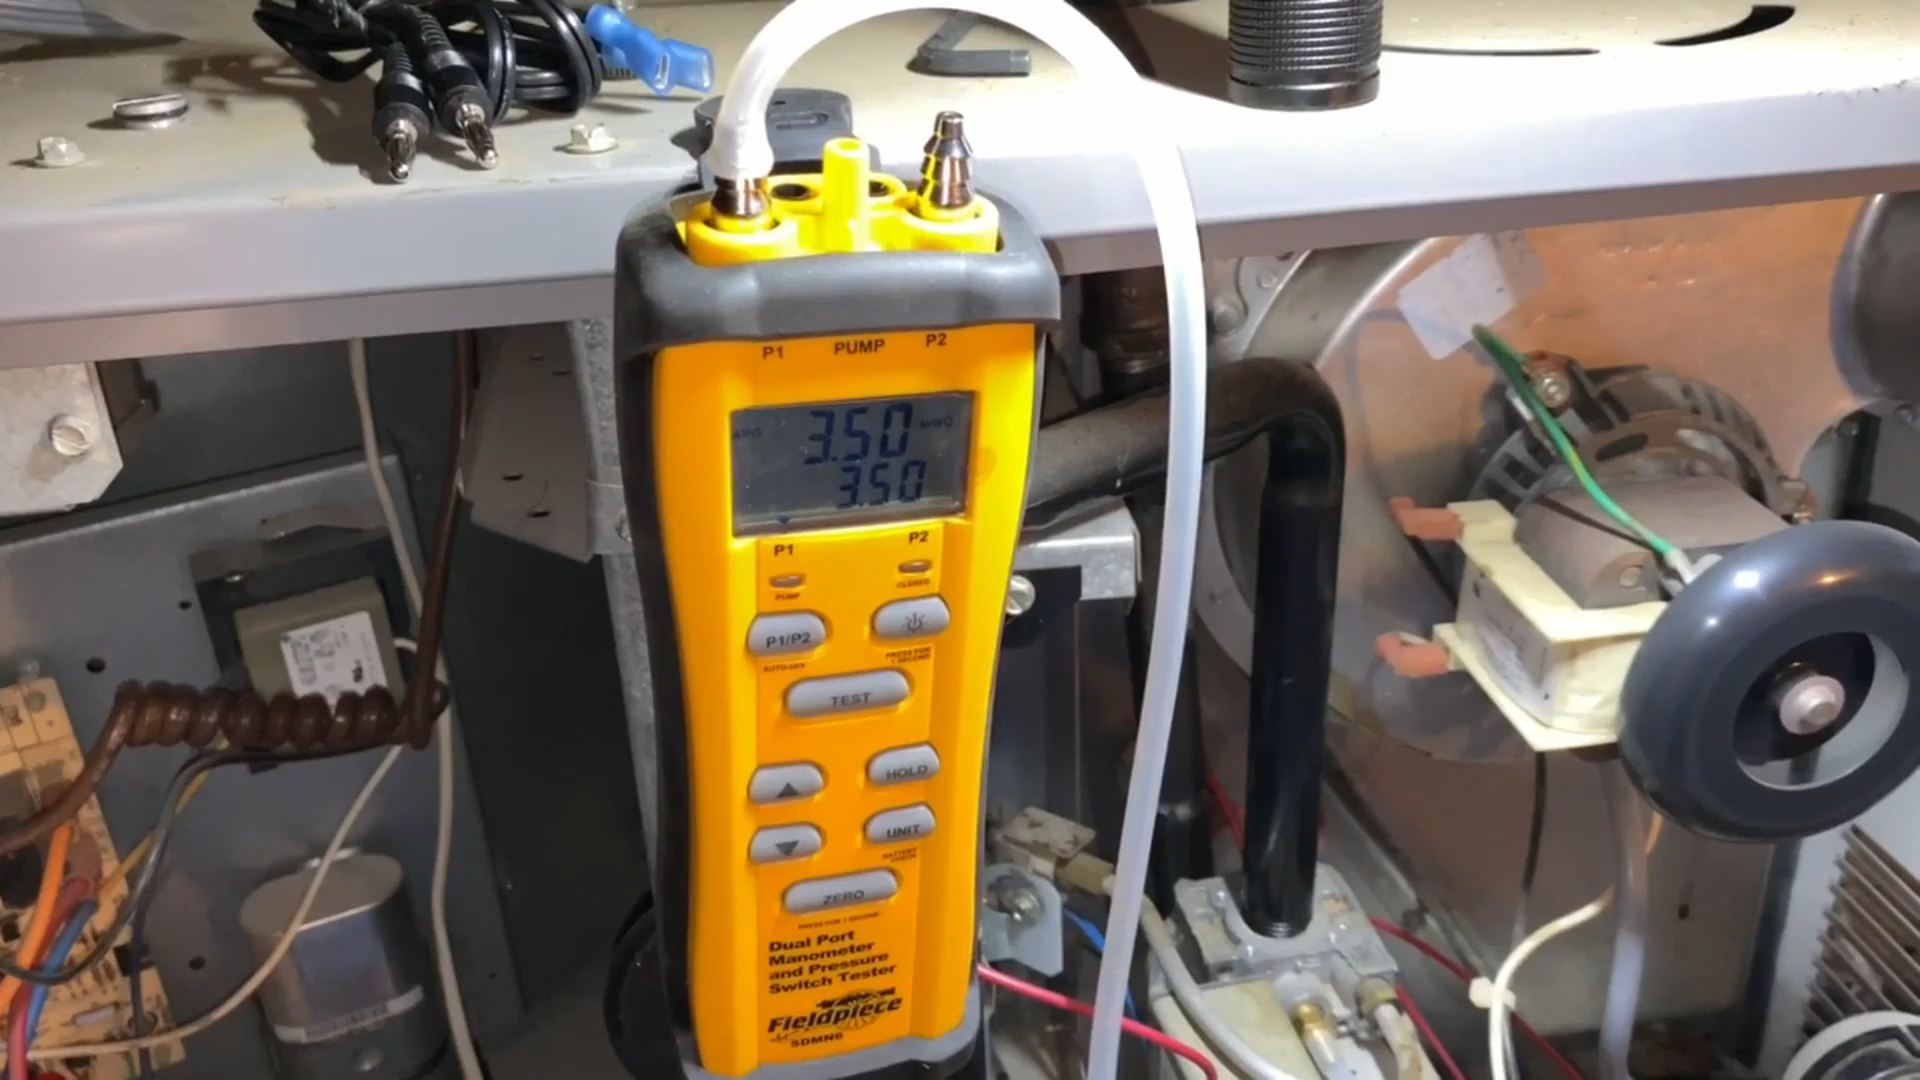 P1 PUMP P2
APO 3.50 INWC
3.50
P1 P2
PUMP CLOSED
P1/P2
AUTO-OFF PRESS FOR
1 SECOND
TEST
HOLD
UNIT
BATTERY
CHECK
ZERO
PRESS FOR 1 SECOND
Dual Port
Manometer
and Pressure
Switch Tester
Fieldpiece
SDMN6